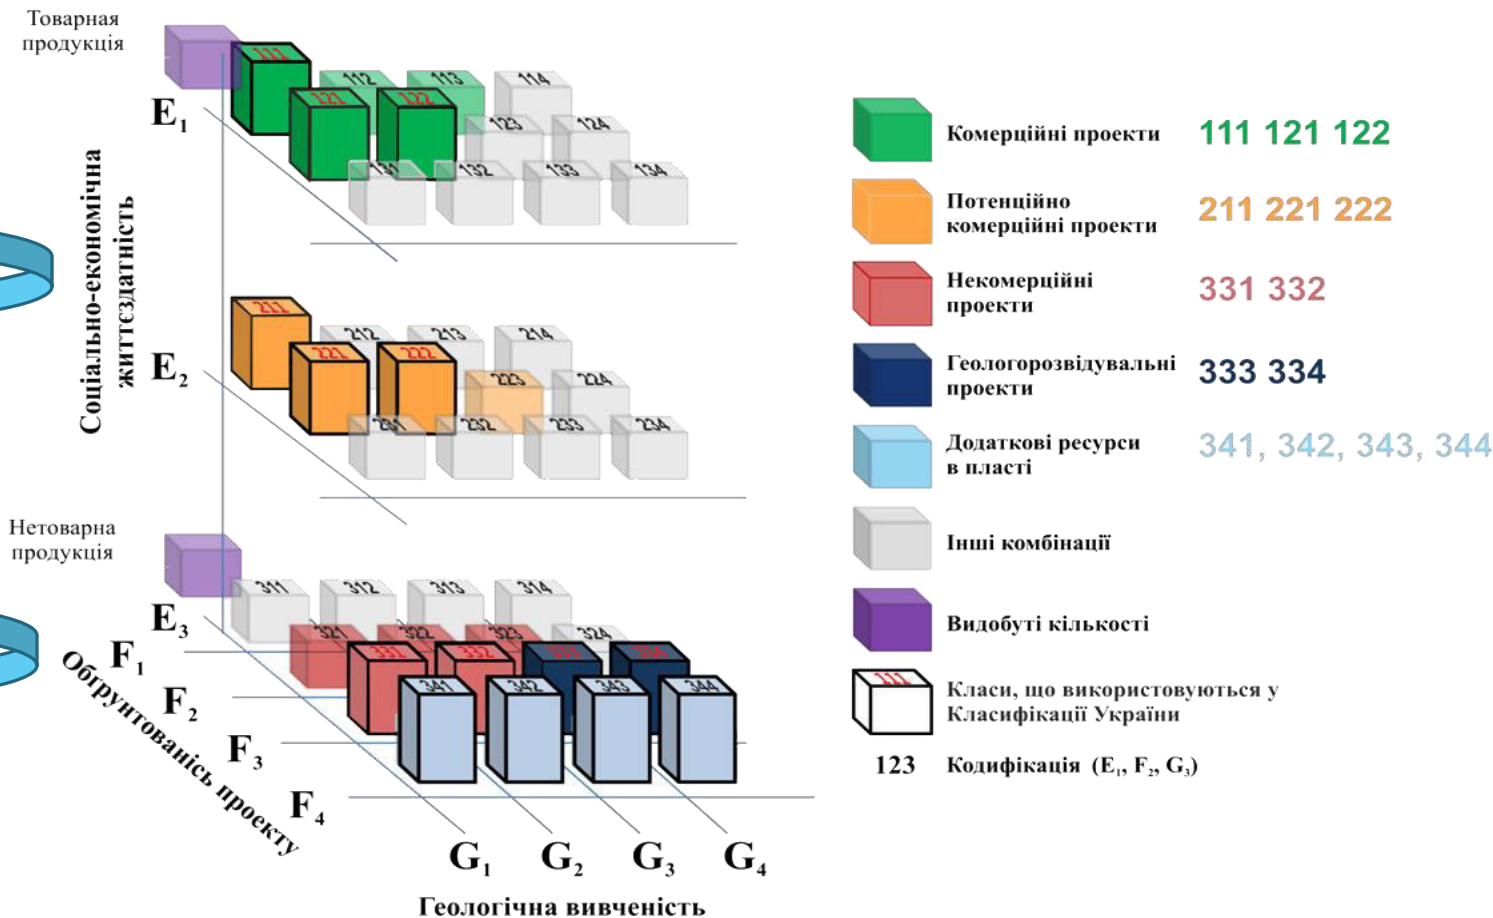 Товарная
продукція
E₁
Соціально-економічна
життєздатність
111
112
113
114
121
122
123
124
131
132
133
134
E₂
211
212
213
214
221
222
223
224
231
232
233
234
Нетоварна
продукція
E₃
311
312
313
314
321
322
323
324
331
332
333
334
341
342
343
344
F₁
F₂
F₃
F₄
Обґрунтованісь проекту
G₁
G₂
G₃
G₄
Геологічна вивченість
Комерційні проекти 111 121 122
Потенційно
комерційні проекти 211 221 222
Некомерційні
проекти 331 332
Геологорозвідувальні
проекти 333 334
Додаткові ресурси
в пласті 341, 342, 343, 344
Інші комбінації
Видобуті кількості
111
Класи, що використовуються у
Класифікації України
123 Кодифікація (E₁, F₂, G₃)